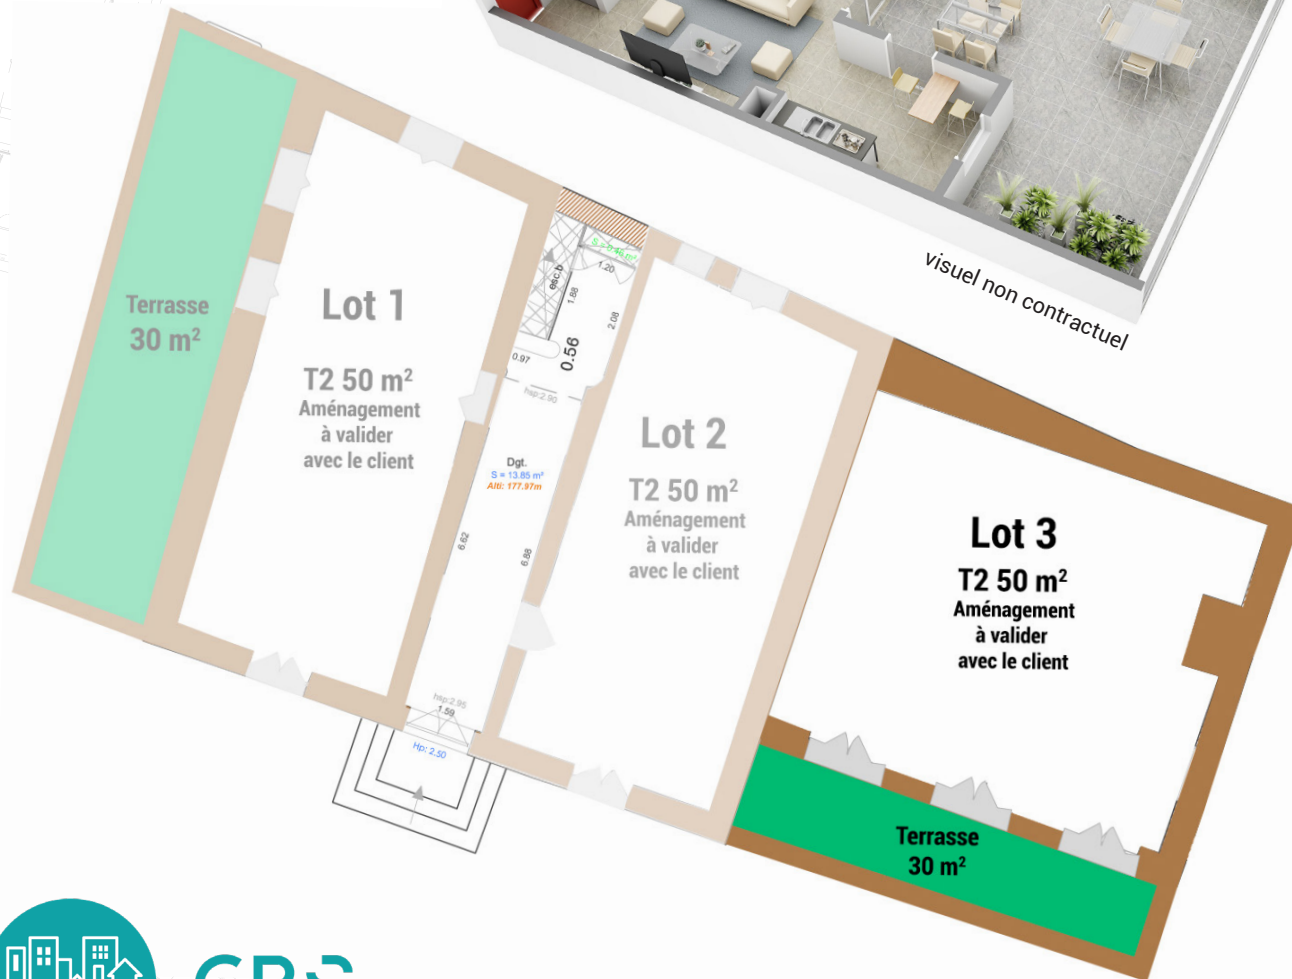 visuel non contractuel
Terrasse
30 m²
Lot 1
T2 50 m²
Aménagement
à valider
avec le client
esc.b
1.20
1.88
2.08
0.56
0.97
hsp:2.90
Dgt.
S = 13.85 m²
Alti: 177.97m
6.62
6.88
hsp:2.95
1.59
Hp: 2.50
Lot 2
T2 50 m²
Aménagement
à valider
avec le client
Lot 3
T2 50 m²
Aménagement
à valider
avec le client
Terrasse
30 m²